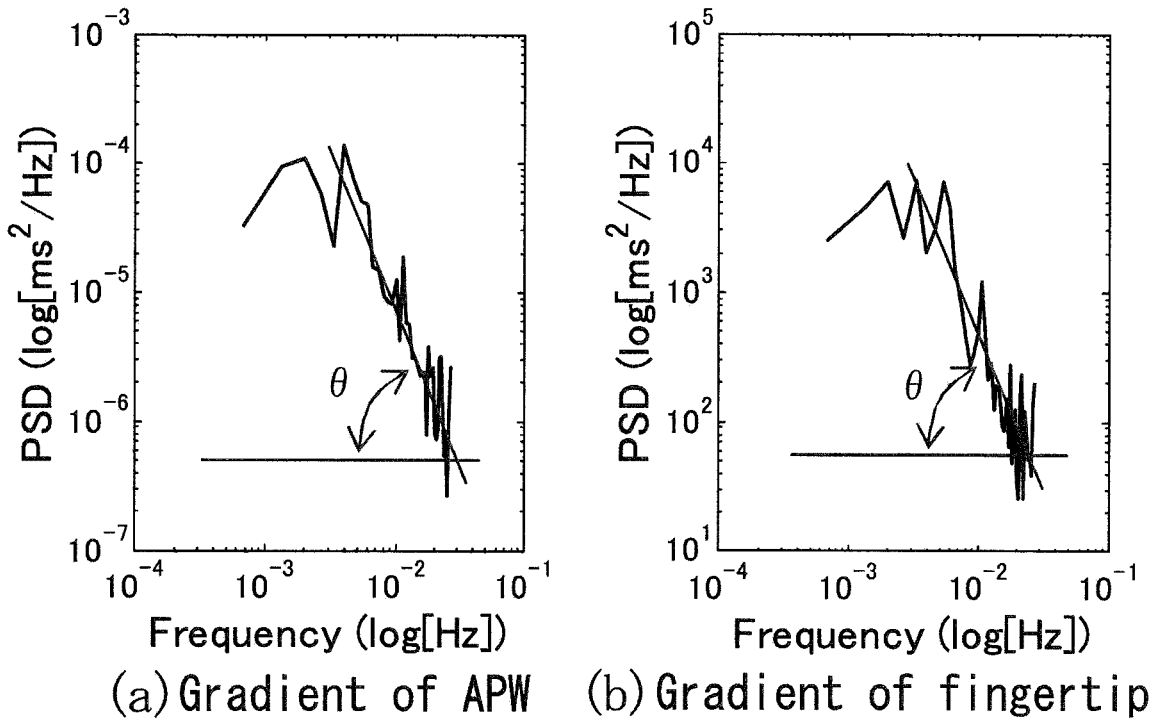 10^-3
10^-4
10^-5
10^-6
10^-7
PSD (log[ms^2/Hz])
θ
10^-4
10^-3
10^-2
10^-1
Frequency (log[Hz])
(a) Gradient of APW
10^5
10^4
10^3
10^2
10^1
PSD (log[ms^2/Hz])
θ
10^-4
10^-3
10^-2
10^-1
Frequency (log[Hz])
(b) Gradient of fingertip